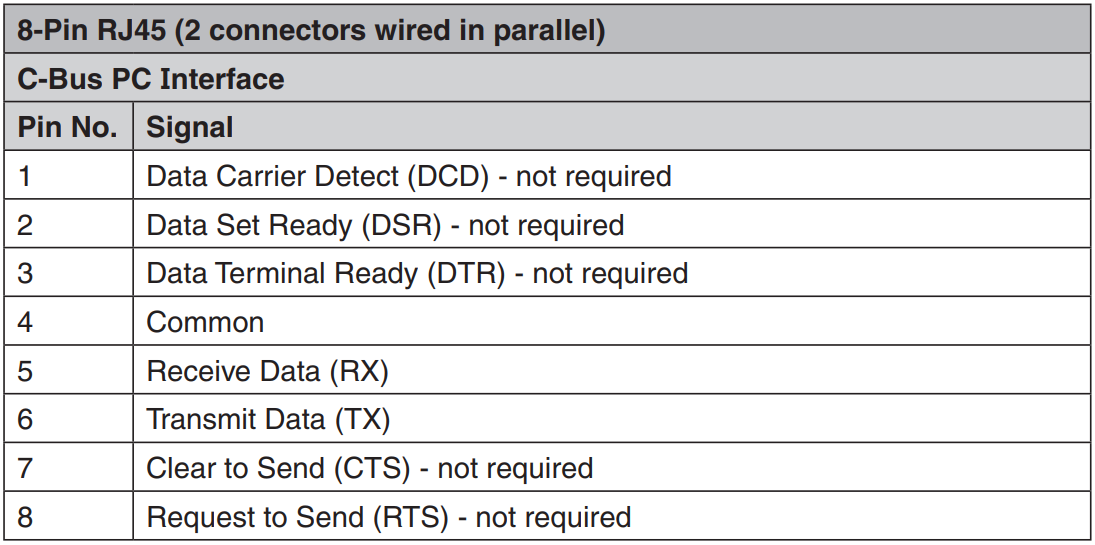 8-Pin RJ45 (2 connectors wired in parallel)
C-Bus PC Interface
Pin No. Signal
1 Data Carrier Detect (DCD) - not required
2 Data Set Ready (DSR) - not required
3 Data Terminal Ready (DTR) - not required
4 Common
5 Receive Data (RX)
6 Transmit Data (TX)
7 Clear to Send (CTS) - not required
8 Request to Send (RTS) - not required